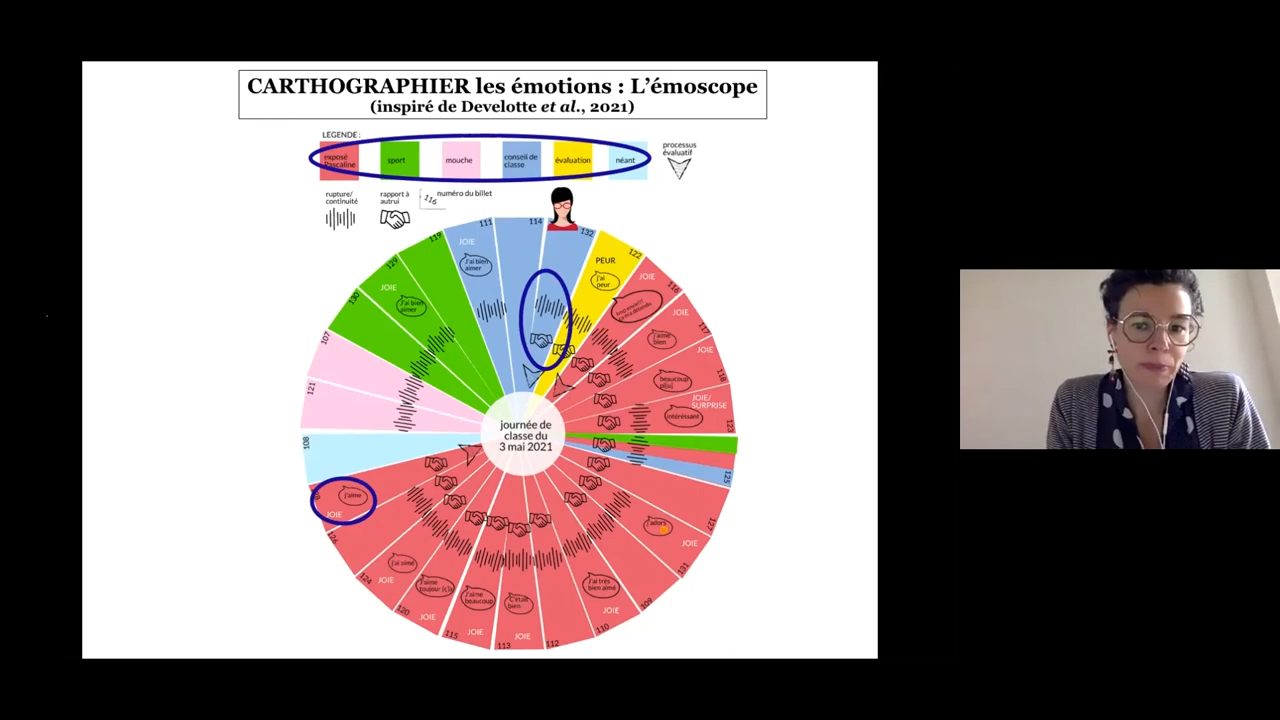 CARTHOGRAPHIER les émotions : L'émoscope
(inspiré de Develotte et al., 2021)
LEGENDE :
exposé
Pascaline
sport
mouche
conseil de
classe
évaluation
néant
processus
évaluatif
rupture/
continuité
rapport à
autrui
116
numéro du billet
111
114
132
122
JOIE
J'ai bien
aimer
PEUR
j'ai
peur
119
129
130
JOIE
J'ai bien
aimer
JOIE
116
JOIE
117
j'aime
bien
JOIE
118
beaucoup
JOIE/
SURPRISE
123
intéressant
107
121
108
journée de
classe du
3 mai 2021
125
127
j'adors
JOIE
131
j'aime
JOIE
126
j'ai aimé
JOIE
124
J'aime
toujour [ç]a
JOIE
120
J'aime
beaucoup
JOIE
115
C'était
bien
JOIE
113
112
J'ai très
bien aimé
JOIE
110
109